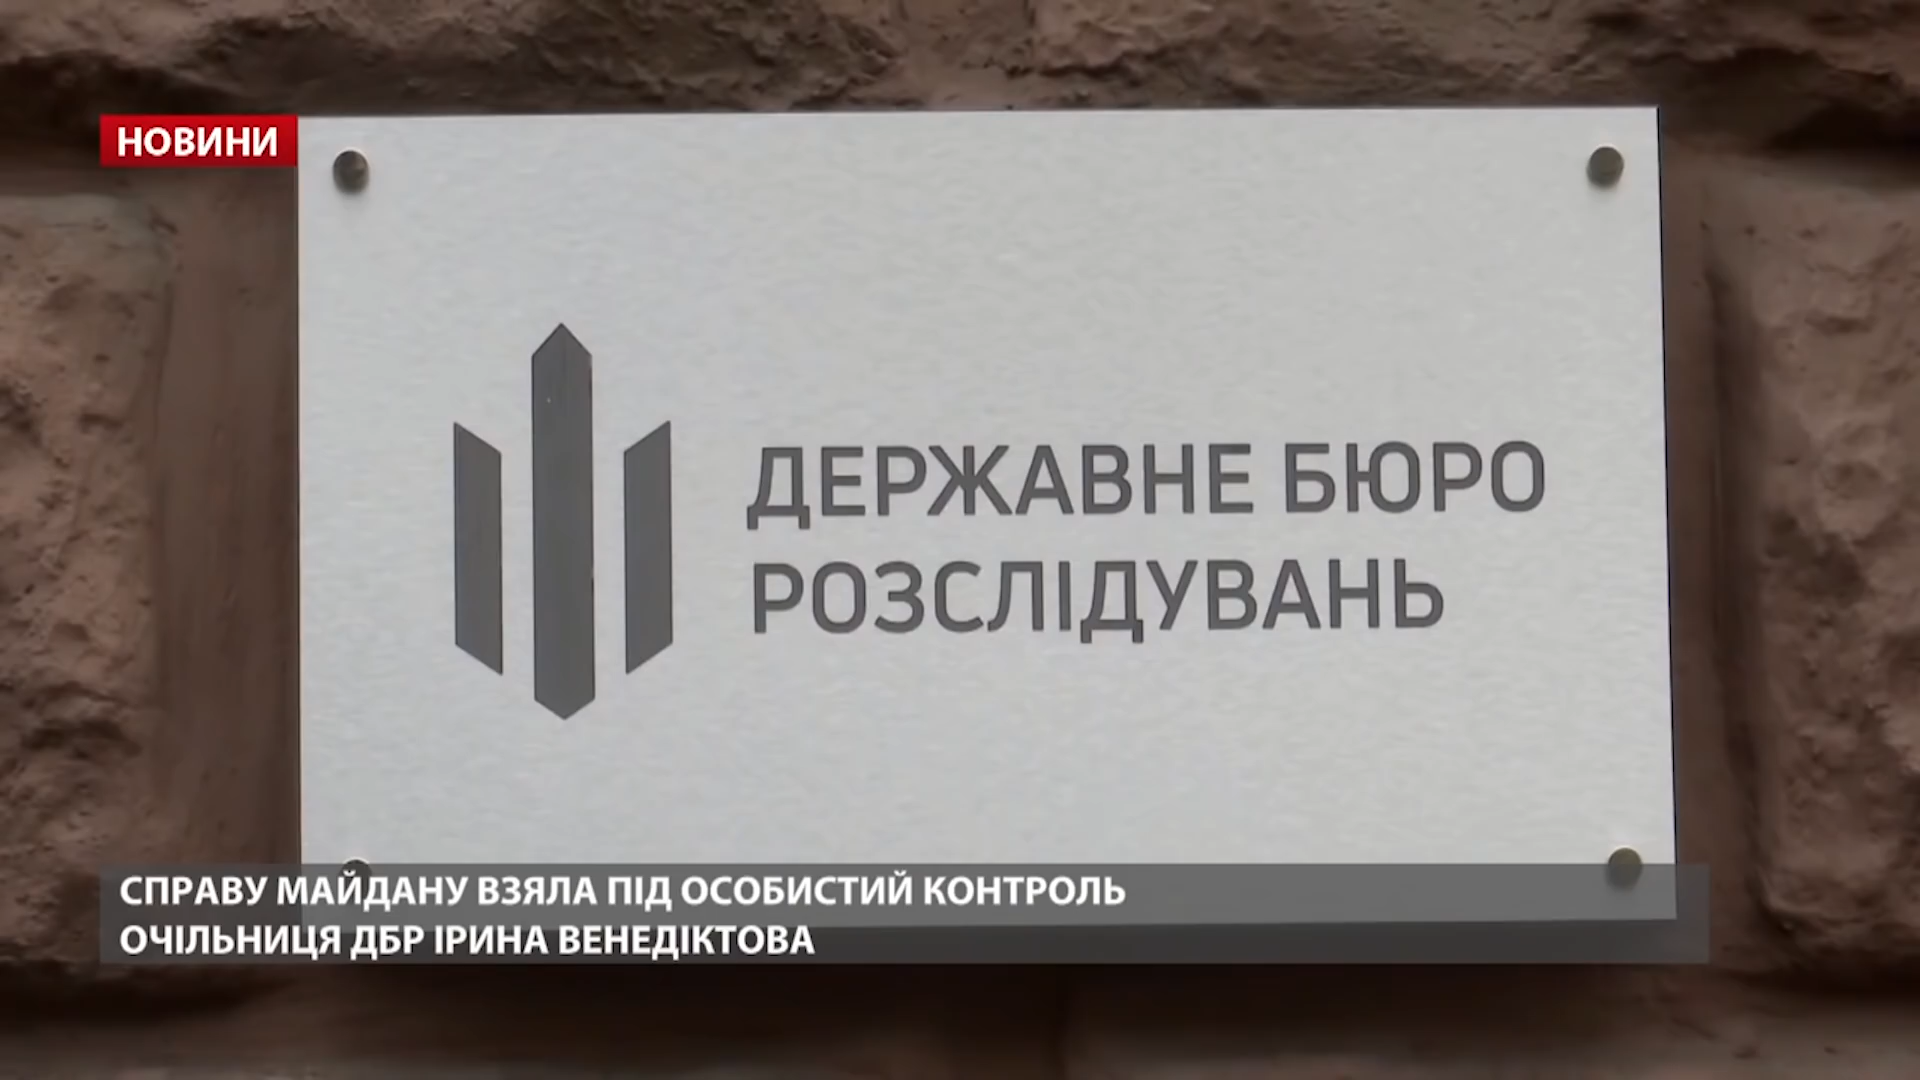 НОВИНИ
ДЕРЖАВНЕ БЮРО
РОЗСЛІДУВАНЬ
СПРАВУ МАЙДАНУ ВЗЯЛА ПІД ОСОБИСТИЙ КОНТРОЛЬ
ОЧІЛЬНИЦЯ ДБР ІРИНА ВЕНЕДІКТОВА